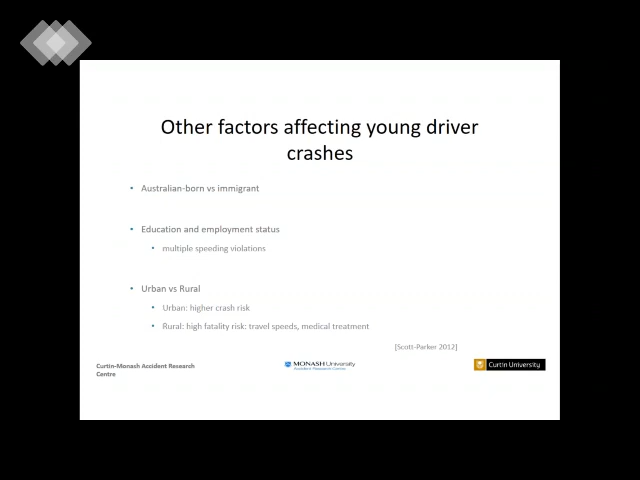 Other factors affecting young driver
crashes
• Australian-born vs immigrant
• Education and employment status
• multiple speeding violations
• Urban vs Rural
• Urban: higher crash risk
• Rural: high fatality risk: travel speeds, medical treatment
[Scott-Parker 2012]
Curtin-Monash Accident Research
Centre
MONASH University
Accident Research Centre
Curtin University